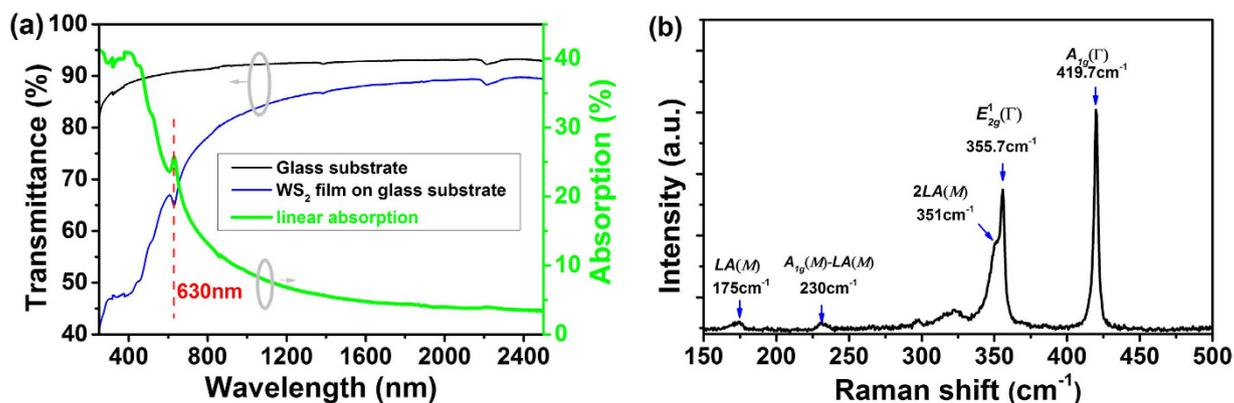 (a)
100
90
80
70
60
50
40
Transmittance (%)
Glass substrate
WS2 film on glass substrate
linear absorption
630nm
40
30
20
10
0
Absorption (%)
400 800 1200 1600 2000 2400
Wavelength (nm)
(b)
A1g(Γ)
419.7cm-1
E12g(Γ)
355.7cm-1
2LA(M)
351cm-1
LA(M)
175cm-1
A1g(M)-LA(M)
230cm-1
Intensity (a.u.)
150 200 250 300 350 400 450 500
Raman shift (cm-1)